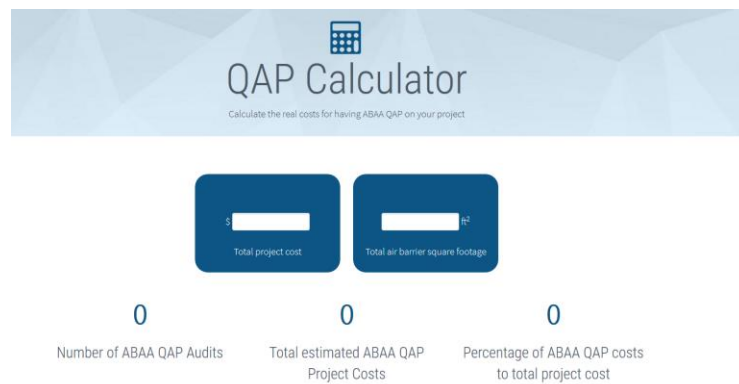 QAP Calculator
Calculate the real costs for having ABAA QAP on your project
$ ft²
Total project cost Total air barrier square footage
0 0 0
Number of ABAA QAP Audits Total estimated ABAA QAP Percentage of ABAA QAP costs
Project Costs to total project cost